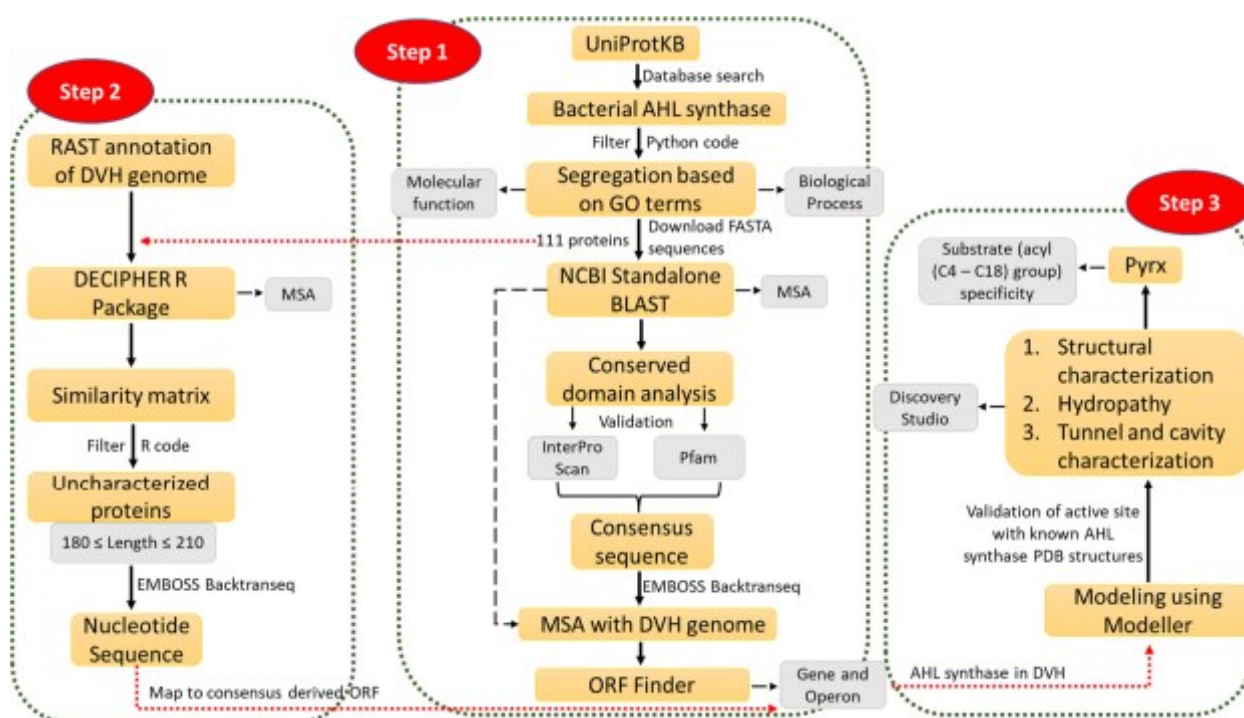 Step 1
UniProtKB
Database search
Bacterial AHL synthase
Filter
Python code
Molecular
function
Segregation based
on GO terms
Biological
Process
111 proteins
Download FASTA
sequences
NCBI Standalone
BLAST
MSA
Conserved
domain analysis
Validation
InterPro
Scan
Pfam
Consensus
sequence
EMBOSS Backtranseq
MSA with DVH genome
ORF Finder
Gene and
Operon
Step 2
RAST annotation
of DVH genome
DECIPHER R
Package
MSA
Similarity matrix
Filter
R code
Uncharacterized
proteins
180 ≤ Length ≤ 210
EMBOSS Backtranseq
Nucleotide
Sequence
Map to consensus derived ORF
Step 3
Substrate (acyl
(C4 – C18) group)
specificity
Pyrx
1. Structural
characterization
2. Hydropathy
3. Tunnel and cavity
characterization
Discovery
Studio
Validation of active site
with known AHL
synthase PDB structures
Modeling using
Modeller
AHL synthase in DVH